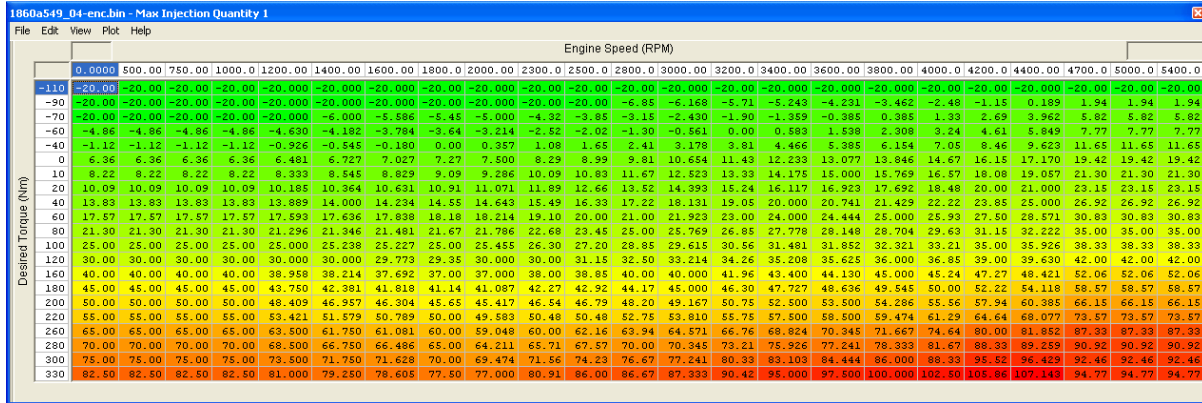 1860a549_04-enc.bin - Max Injection Quantity 1
File Edit View Plot Help
Engine Speed (RPM)
0.0000 500.00 750.00 1000.0 1200.00 1400.00 1600.00 1800.0 2000.00 2300.0 2500.0 2800.0 3000.00 3200.0 3400.00 3600.00 3800.00 4000.0 4200.0 4400.00 4700.0 5000.0 5400.0
Desired Torque (Nm)
-110 -20.00 -20.00 -20.00 -20.00 -20.000 -20.000 -20.000 -20.00 -20.000 -20.00 -20.00 -20.00 -20.000 -20.00 -20.000 -20.000 -20.000 -20.00 -20.00 -20.000 -20.00 -20.00 -20.00
-90 -20.00 -20.00 -20.00 -20.00 -20.000 -20.000 -20.000 -20.00 -20.000 -20.00 -20.00 -6.85 -6.168 -5.71 -5.243 -4.231 -3.462 -2.48 -1.15 0.189 1.94 1.94 1.94
-70 -20.00 -20.00 -20.00 -20.00 -20.000 -6.000 -5.586 -5.45 -5.000 -4.32 -3.85 -3.15 -2.430 -1.90 -1.359 -0.385 0.385 1.33 2.69 3.962 5.82 5.82 5.82
-60 -4.86 -4.86 -4.86 -4.86 -4.630 -4.182 -3.784 -3.64 -3.214 -2.52 -2.02 -1.30 -0.561 0.00 0.583 1.538 2.308 3.24 4.61 5.849 7.77 7.77 7.77
-40 -1.12 -1.12 -1.12 -1.12 -0.926 -0.545 -0.180 0.00 0.357 1.08 1.65 2.41 3.178 3.81 4.466 5.385 6.154 7.05 8.46 9.623 11.65 11.65 11.65
0 6.36 6.36 6.36 6.36 6.481 6.727 7.027 7.27 7.500 8.29 8.99 9.81 10.654 11.43 12.233 13.077 13.846 14.67 16.15 17.170 19.42 19.42 19.42
10 8.22 8.22 8.22 8.22 8.333 8.545 8.829 9.09 9.286 10.09 10.83 11.67 12.523 13.33 14.175 15.000 15.769 16.57 18.08 19.057 21.30 21.30 21.30
20 10.09 10.09 10.09 10.09 10.185 10.364 10.631 10.91 11.071 11.89 12.66 13.52 14.393 15.24 16.117 16.923 17.692 18.48 20.00 21.000 23.15 23.15 23.15
40 13.83 13.83 13.83 13.83 13.889 14.000 14.234 14.55 14.643 15.49 16.33 17.22 18.131 19.05 20.000 20.741 21.429 22.22 23.85 25.000 26.92 26.92 26.92
60 17.57 17.57 17.57 17.57 17.593 17.636 17.838 18.18 18.214 19.10 20.00 21.00 21.923 23.00 24.000 24.444 25.000 25.93 27.50 28.571 30.83 30.83 30.83
80 21.30 21.30 21.30 21.30 21.296 21.346 21.481 21.67 21.786 22.68 23.45 25.00 25.769 26.85 27.778 28.148 28.704 29.63 31.15 32.222 35.00 35.00 35.00
100 25.00 25.00 25.00 25.00 25.000 25.238 25.227 25.00 25.455 26.30 27.20 28.85 29.615 30.56 31.481 31.852 32.321 33.21 35.00 35.926 38.33 38.33 38.33
120 30.00 30.00 30.00 30.00 30.000 30.000 29.773 29.35 30.000 30.00 31.15 32.50 33.214 34.26 35.208 35.625 36.000 36.85 39.00 39.630 42.00 42.00 42.00
160 40.00 40.00 40.00 40.00 38.958 38.214 37.692 37.00 37.000 38.00 38.85 40.00 40.000 41.96 43.400 44.130 45.000 45.24 47.27 48.421 52.06 52.06 52.06
180 45.00 45.00 45.00 45.00 43.750 42.381 41.818 41.14 41.087 42.27 42.92 44.17 45.000 46.30 47.727 48.636 49.545 50.00 52.22 54.118 58.57 58.57 58.57
200 50.00 50.00 50.00 50.00 48.409 46.957 46.304 45.65 45.417 46.54 46.79 48.20 49.167 50.75 52.500 53.500 54.286 55.56 57.94 60.385 66.15 66.15 66.15
220 55.00 55.00 55.00 55.00 53.421 51.579 50.789 50.00 49.583 50.48 50.48 52.75 53.810 55.75 57.500 58.500 59.474 61.29 64.64 68.077 73.57 73.57 73.57
260 65.00 65.00 65.00 65.00 63.500 61.750 61.081 60.00 59.048 60.00 62.16 63.94 64.571 66.76 68.824 70.345 71.667 74.64 80.00 81.852 87.33 87.33 87.33
280 70.00 70.00 70.00 70.00 68.500 66.750 66.486 65.00 64.211 65.71 67.57 70.00 70.345 73.21 75.926 77.241 78.333 81.67 88.33 89.259 90.92 90.92 90.92
300 75.00 75.00 75.00 75.00 73.500 71.750 71.628 70.00 69.474 71.56 74.23 76.67 77.241 80.33 83.103 84.444 86.000 88.33 95.52 96.429 92.46 92.46 92.46
330 82.50 82.50 82.50 82.50 81.000 79.250 78.605 77.50 77.000 80.91 86.00 86.67 87.333 90.42 95.000 97.500 100.000 102.50 105.86 107.143 94.77 94.77 94.77